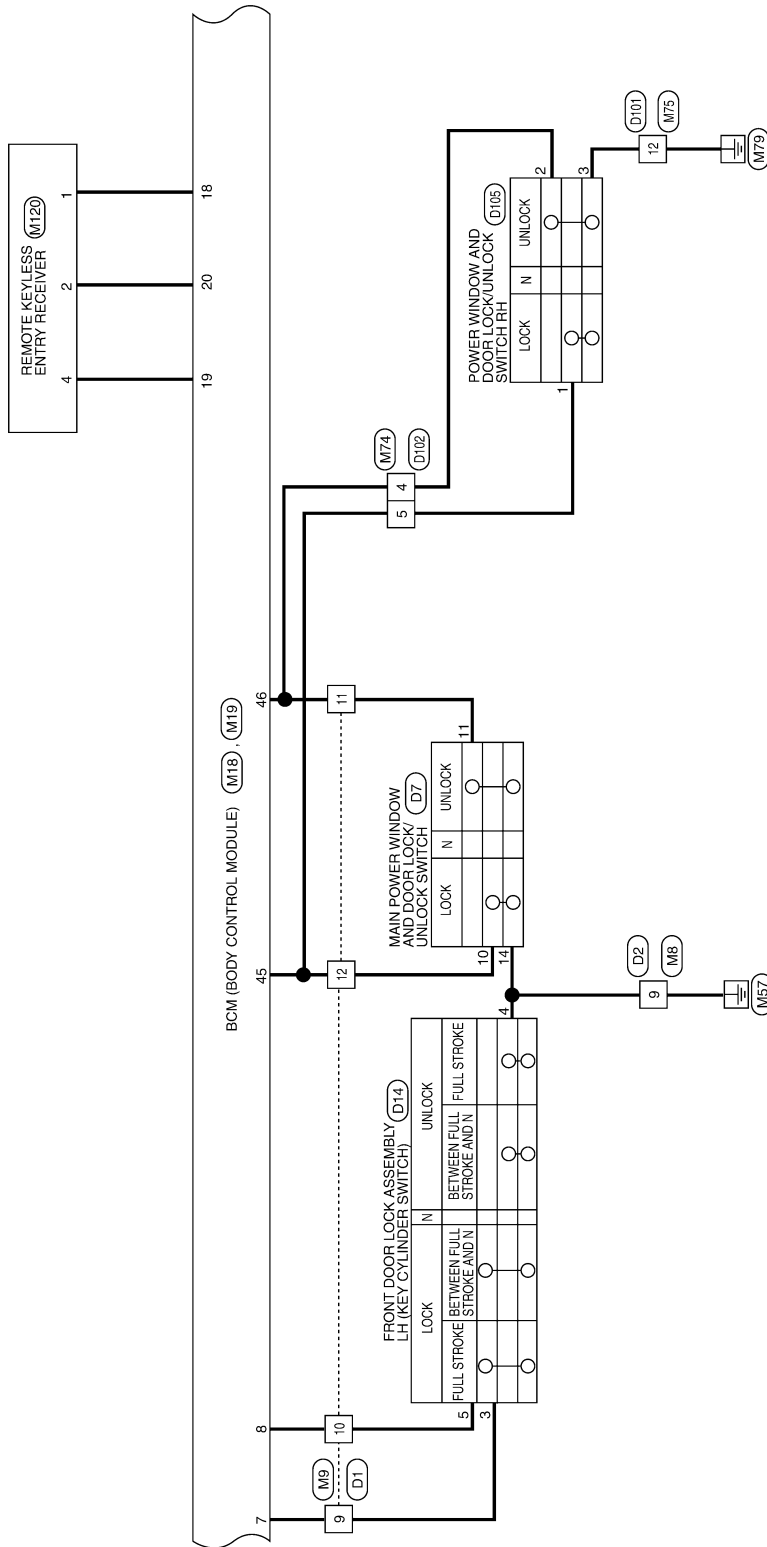 REMOTE KEYLESS
ENTRY RECEIVER
M120
4
2
1
19
20
18
BCM (BODY CONTROL MODULE)
M18 , M19
7
8
45
46
M9
D1
9
10
12
11
M74
D102
5
4
FRONT DOOR LOCK ASSEMBLY
LH (KEY CYLINDER SWITCH)
D14
LOCK
N
UNLOCK
FULL STROKE
BETWEEN FULL
STROKE AND N
BETWEEN FULL
STROKE AND N
FULL STROKE
5
3
4
MAIN POWER WINDOW
AND DOOR LOCK/
UNLOCK SWITCH
D7
LOCK
N
UNLOCK
10
14
11
POWER WINDOW AND
DOOR LOCK/UNLOCK
SWITCH RH
D105
LOCK
N
UNLOCK
1
2
3
D2
M8
9
M57
D101
M75
12
M79